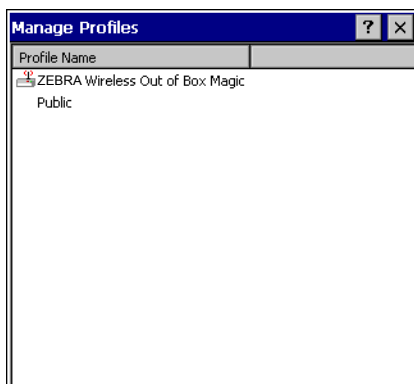 Manage Profiles ? ×
Profile Name
ZEBRA Wireless Out of Box Magic
Public